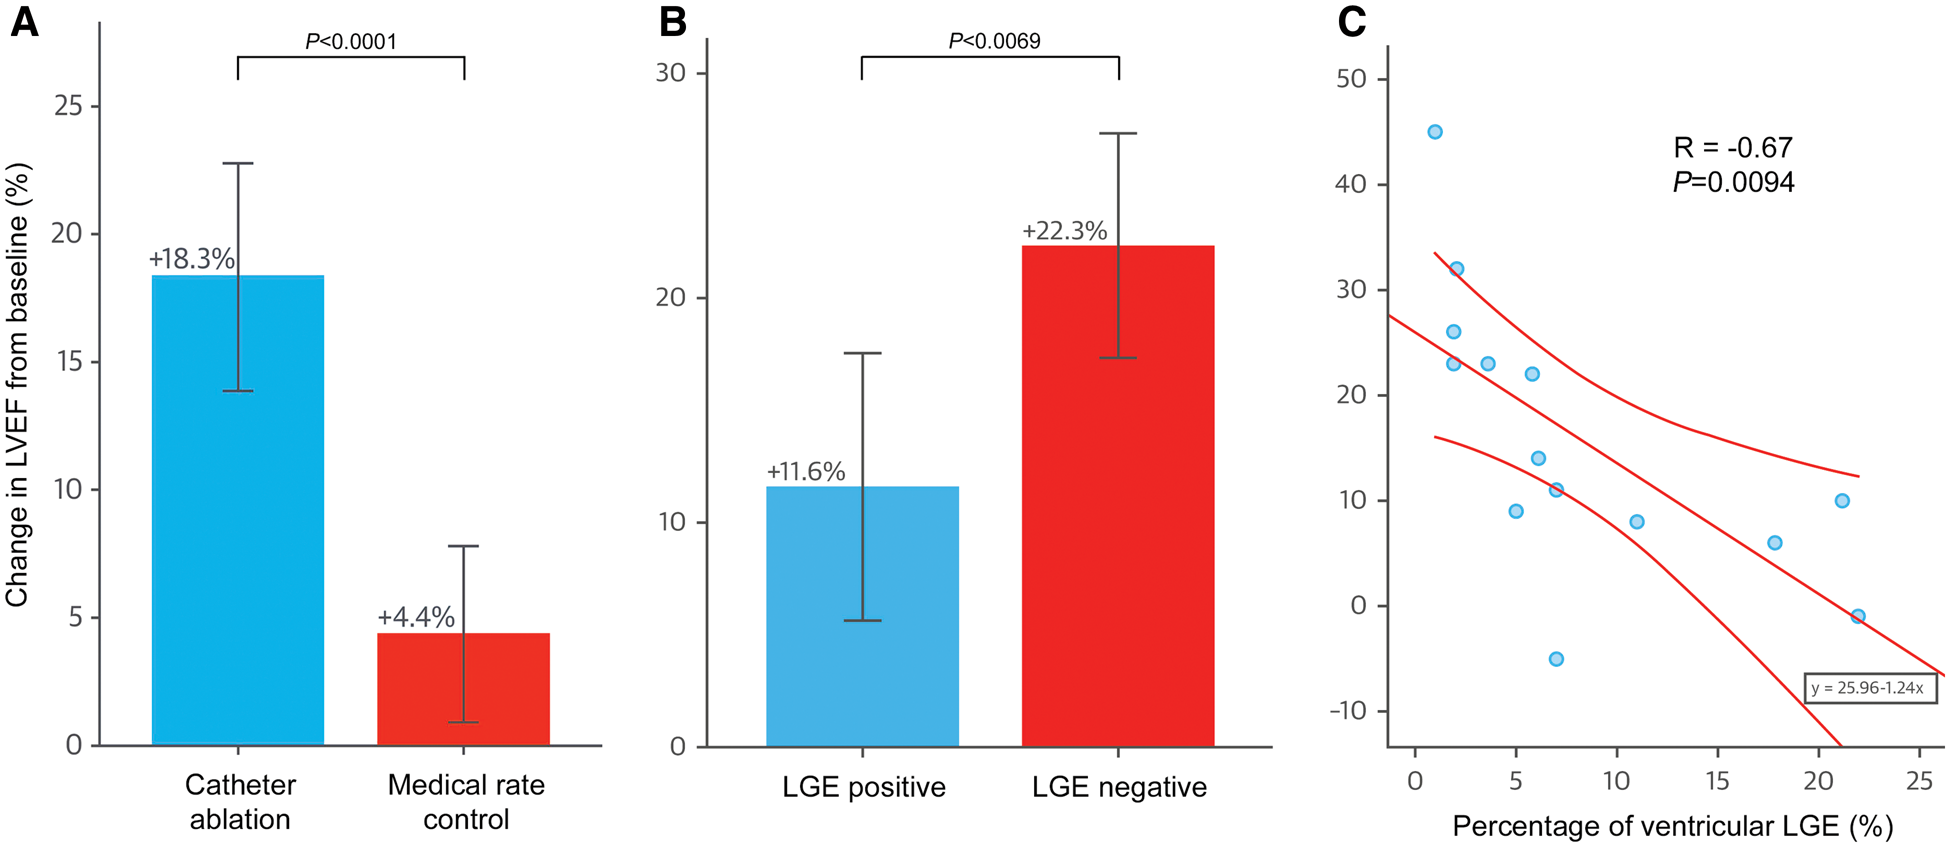 A
P<0.0001
Change in LVEF from baseline (%)
25
20
15
10
5
0
+18.3%
+4.4%
Catheter
ablation
Medical rate
control
B
P<0.0069
30
20
10
0
+11.6%
+22.3%
LGE positive
LGE negative
C
R = -0.67
P=0.0094
50
40
30
20
10
0
-10
y = 25.96-1.24x
0 5 10 15 20 25
Percentage of ventricular LGE (%)